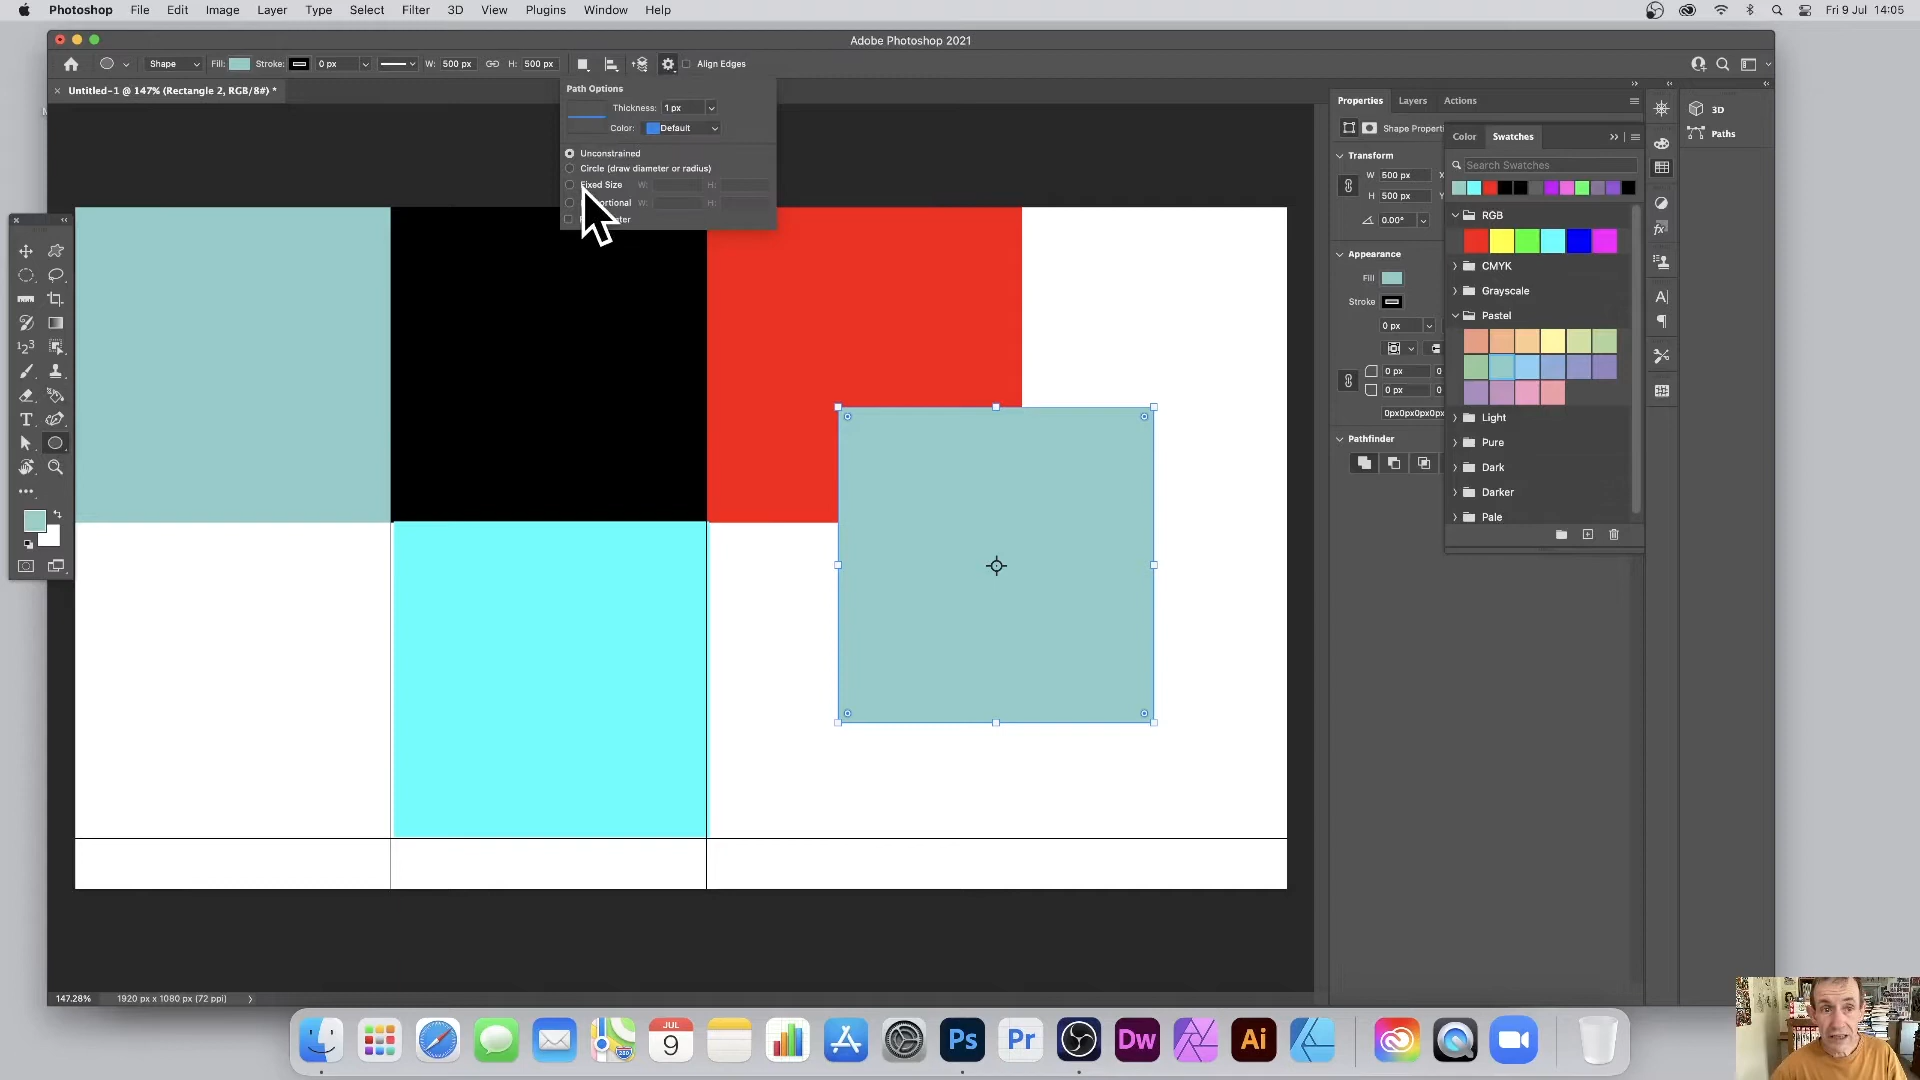 Photoshop File Edit Image Layer Type Select Filter 3D View Plugins Window Help Fri 9 Jul 14:05
Adobe Photoshop 2021
Shape Fill: Stroke: 0 px W: 500 px H: 500 px Align Edges
× Untitled-1 @ 147% (Rectangle 2, RGB/8#) *
Path Options
Thickness: 1 px
Color: Default
Unconstrained
Circle (draw diameter or radius)
Fixed Size W: H:
W: H:
Properties Layers Actions
Shape Properti
Transform
W 500 px X
H 500 px Y
0.00°
Appearance
Fill
Stroke
0 px
0 px 0
0 px 0
0px0px0px0px
Pathfinder
Color Swatches
Search Swatches
RGB
CMYK
Grayscale
Pastel
Light
Pure
Dark
Darker
Pale
3D
Paths
123
T
A|
fx
147.28% 1920 px x 1080 px (72 ppi)
JUL
9
280
Ps Pr Dw Ai